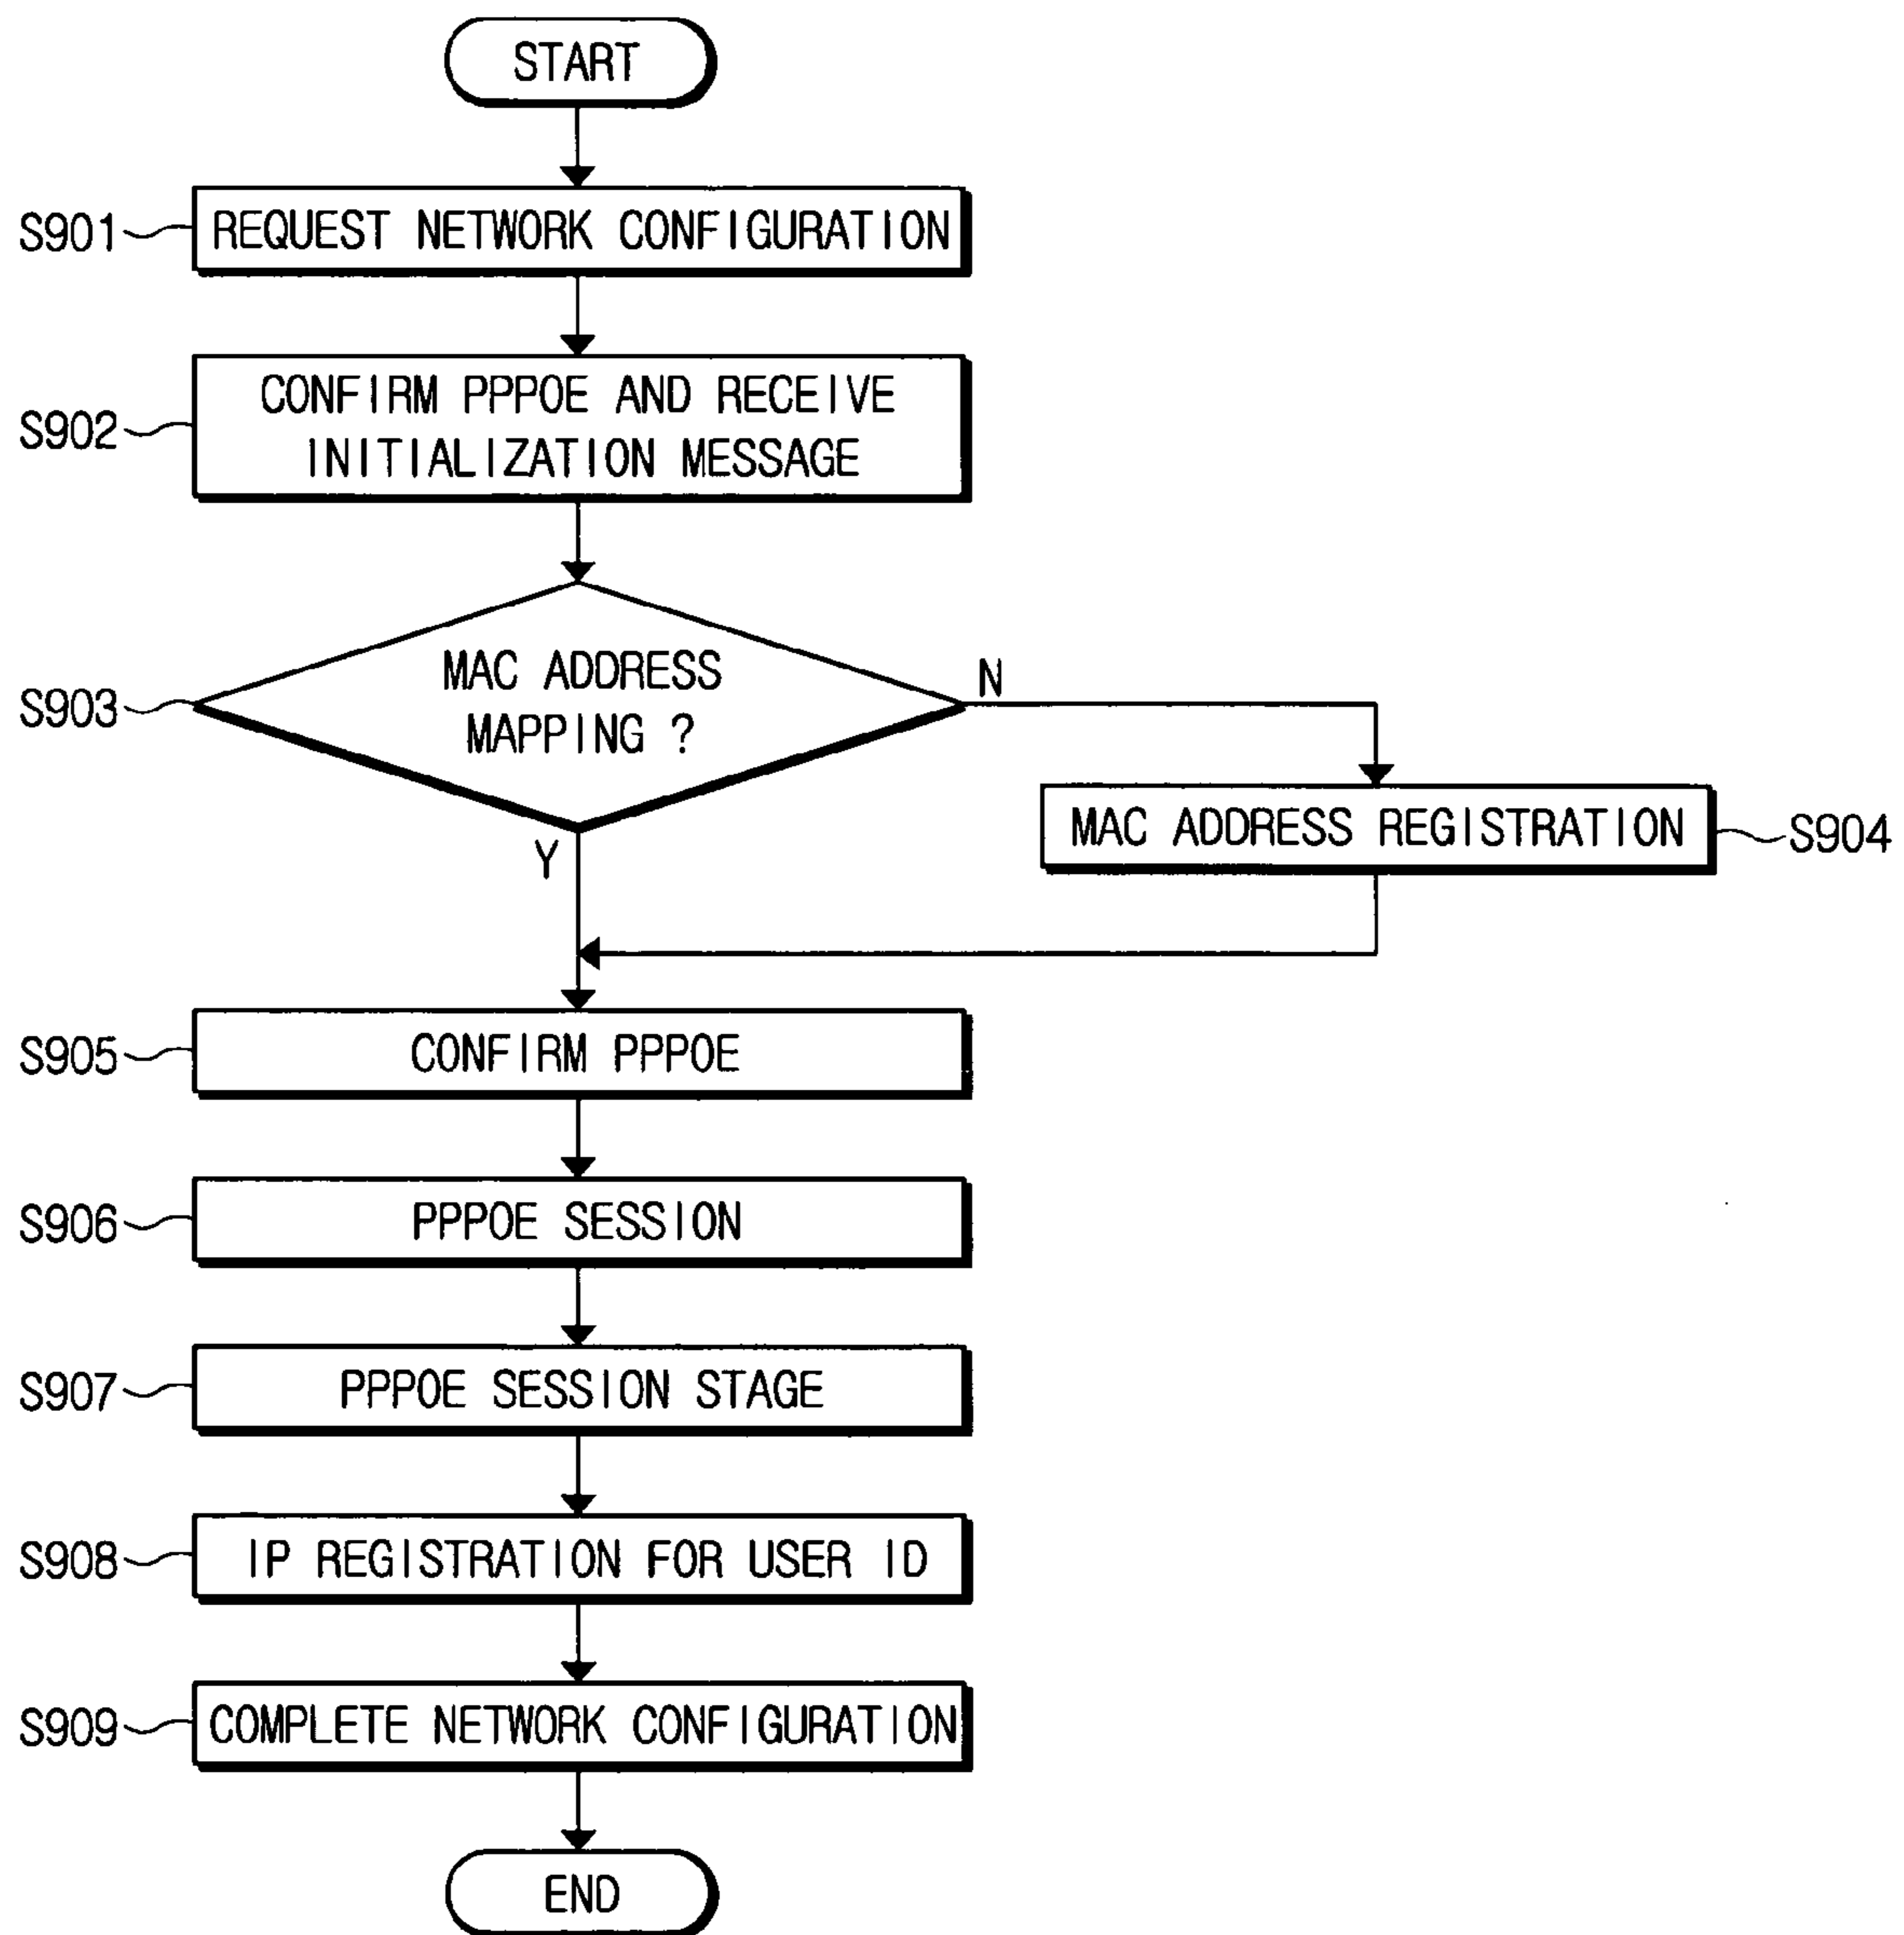 START
S901
REQUEST NETWORK CONFIGURATION
S902
CONFIRM PPPOE AND RECEIVE
INITIALIZATION MESSAGE
S903
MAC ADDRESS
MAPPING ?
N
Y
MAC ADDRESS REGISTRATION
S904
S905
CONFIRM PPPOE
S906
PPPOE SESSION
S907
PPPOE SESSION STAGE
S908
IP REGISTRATION FOR USER ID
S909
COMPLETE NETWORK CONFIGURATION
END